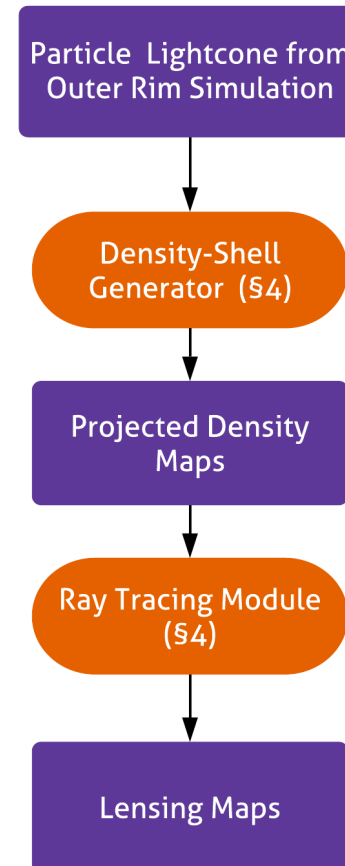 Particle Lightcone from
Outer Rim Simulation
Density-Shell
Generator (§4)
Projected Density
Maps
Ray Tracing Module
(§4)
Lensing Maps